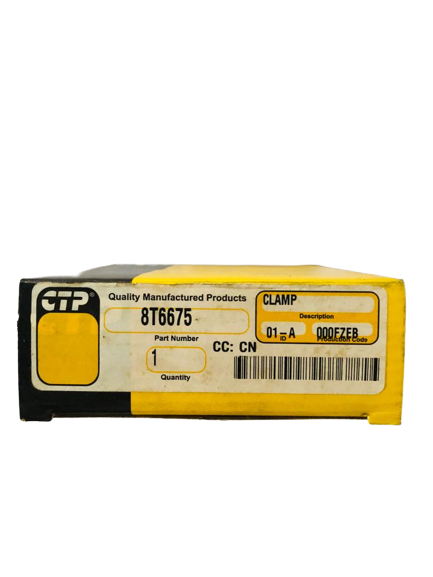 CTP®
Quality Manufactured Products
8T6675
Part Number
1
Quantity
CC: CN
CLAMP
Description
01-A
ID
000FZEB
Production Code